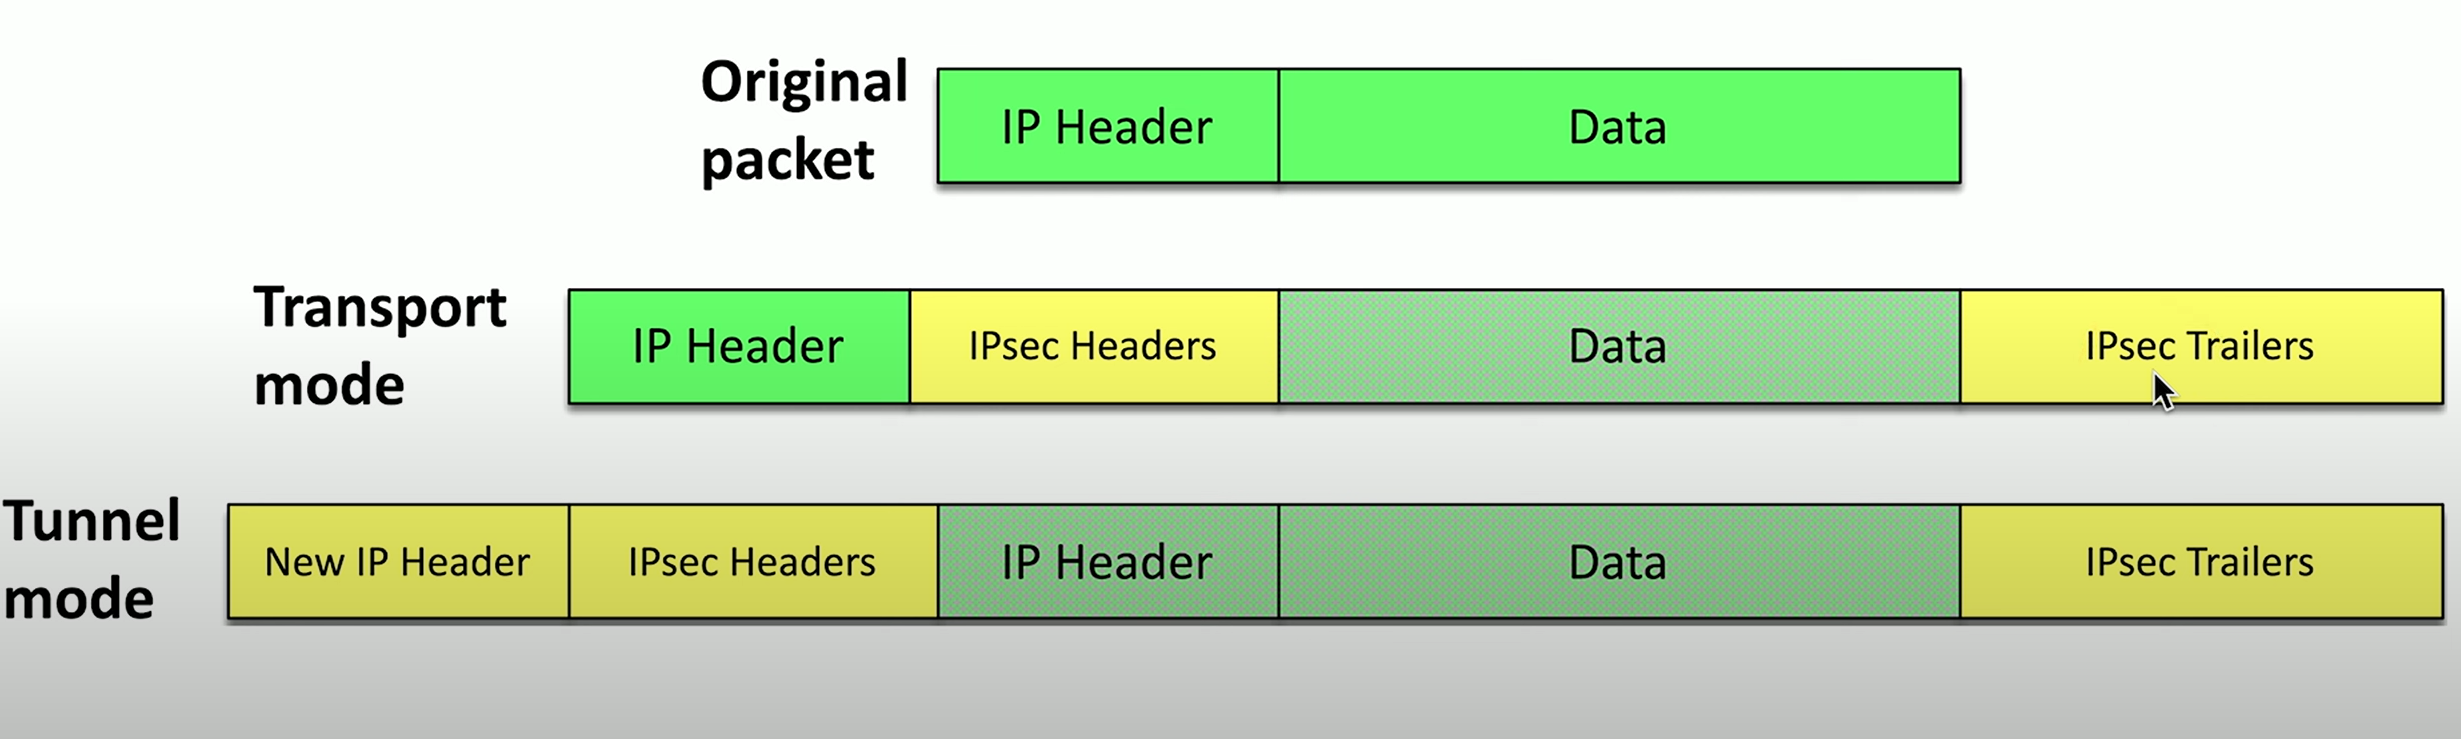 Original
packet
IP Header
Data
Transport
mode
IP Header
IPsec Headers
Data
IPsec Trailers
Tunnel
mode
New IP Header
IPsec Headers
IP Header
Data
IPsec Trailers